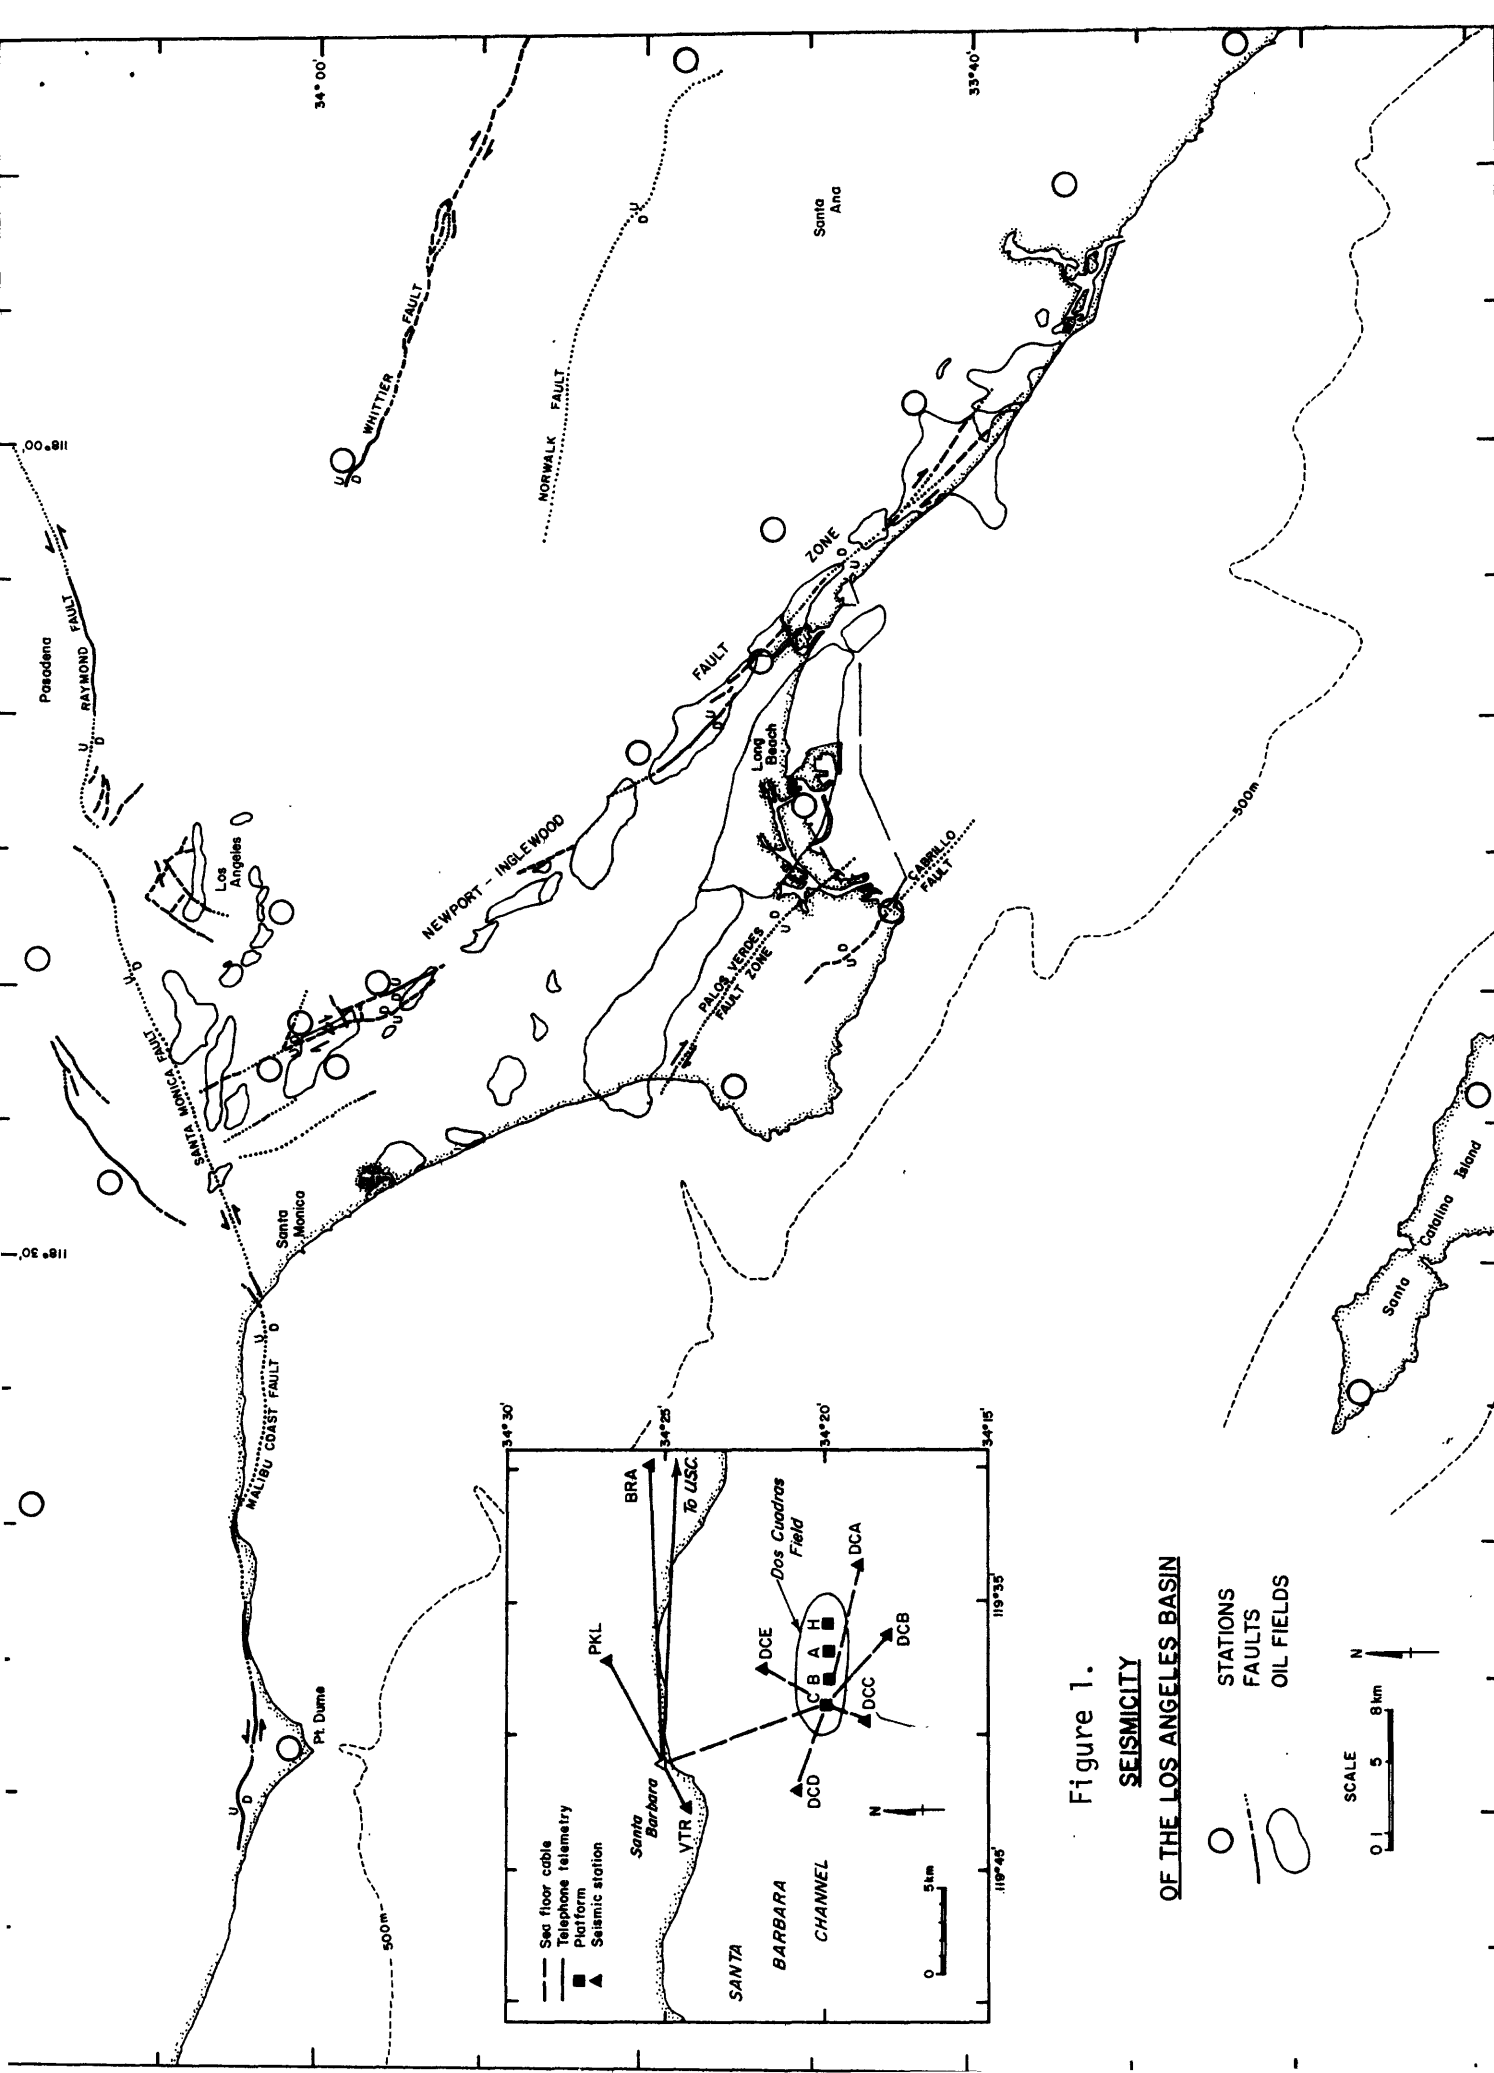 34° 00'
33° 40'
118° 00'
118° 30'
Pasadena
RAYMOND FAULT
U
D
WHITTIER FAULT
U
D
NORWALK FAULT
U
D
Santa
Ana
Los
Angeles
NEWPORT - INGLEWOOD FAULT ZONE
U
D
U
D
U
D
U
D
Long
Beach
SANTA MONICA FAULT
U
D
Santa
Monica
PALOS VERDES
FAULT ZONE
U
D
CABRILLO
FAULT
U
D
MALIBU COAST FAULT
U
D
U
D
Pt. Dume
500m
500m
Santa Catalina Island
34° 30'
34° 25'
34° 20'
34° 15'
119° 35'
119° 45'
Sea floor cable
Telephone telemetry
Platform
Seismic station
Santa
Barbara
VTR
PKL
BRA
To U.S.C.
Dos Cuadras
Field
DCE
DCA
DCB
DCC
DCD
C B A H
N
SANTA
BARBARA
CHANNEL
0 5km
Figure 1.
SEISMICITY
OF THE LOS ANGELES BASIN
STATIONS
FAULTS
OIL FIELDS
SCALE
0 1 5 8km
N